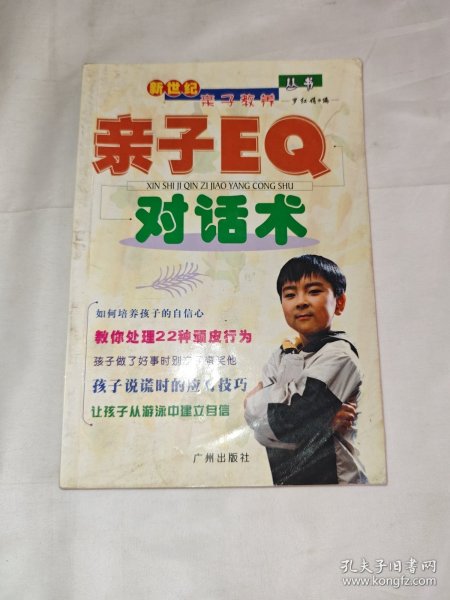 新世纪
亲子教养
丛书
罗红娟 编
亲子EQ
XIN SHI JI QIN ZI JIAO YANG CONG SHU
对话术
如何培养孩子的自信心
教你处理22种顽皮行为
孩子做了好事时别忘了
孩子说谎时的应对技巧
让孩子从游泳中建立自信
广州出版社
孔夫子旧书网
www.kongfz.com